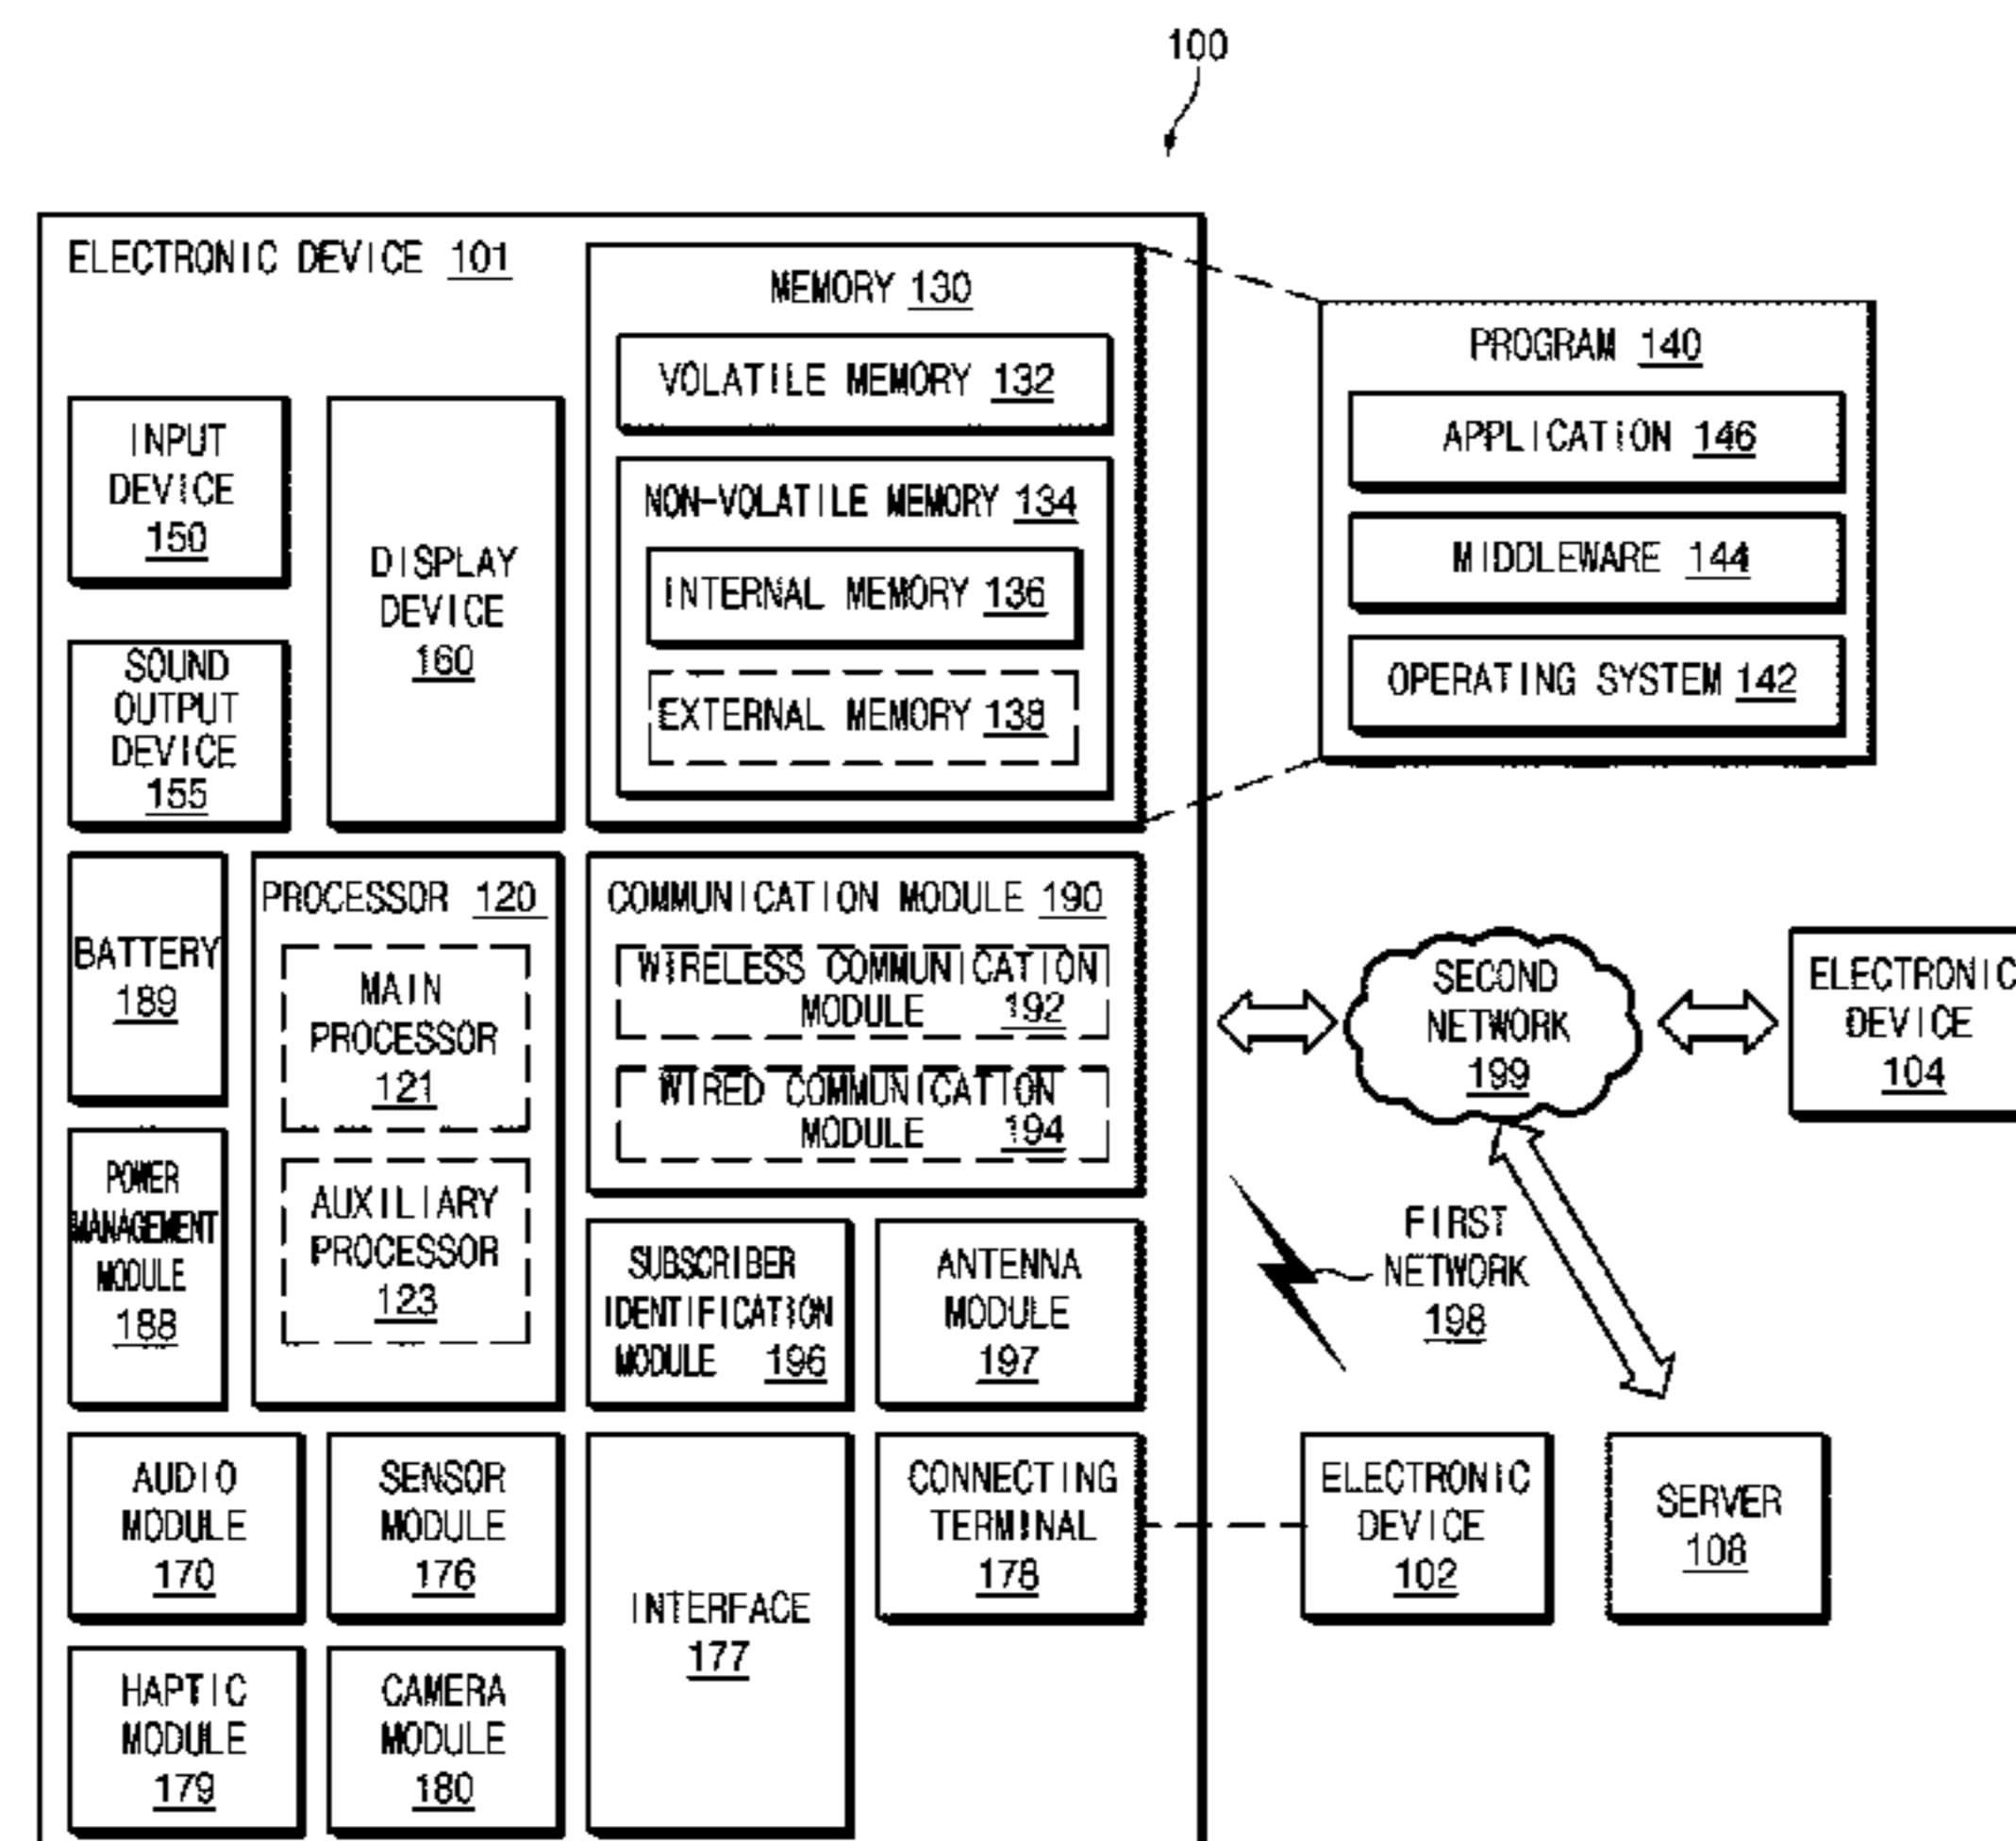 100
ELECTRONIC DEVICE 101
MEMORY 130
VOLATILE MEMORY 132
NON-VOLATILE MEMORY 134
INTERNAL MEMORY 136
EXTERNAL MEMORY 138
PROGRAM 140
APPLICATION 146
MIDDLEWARE 144
OPERATING SYSTEM 142
INPUT
DEVICE
150
SOUND
OUTPUT
DEVICE
155
DISPLAY
DEVICE
160
BATTERY
189
POWER
MANAGEMENT
MODULE
188
PROCESSOR 120
MAIN
PROCESSOR
121
AUXILIARY
PROCESSOR
123
COMMUNICATION MODULE 190
WIRELESS COMMUNICATION
MODULE 192
WIRED COMMUNICATION
MODULE 194
SUBSCRIBER
IDENTIFICATION
MODULE 196
ANTENNA
MODULE
197
SECOND
NETWORK
199
ELECTRONIC
DEVICE
104
FIRST
NETWORK
198
AUDIO
MODULE
170
SENSOR
MODULE
176
INTERFACE
177
CONNECTING
TERMINAL
178
ELECTRONIC
DEVICE
102
SERVER
108
HAPTIC
MODULE
179
CAMERA
MODULE
180